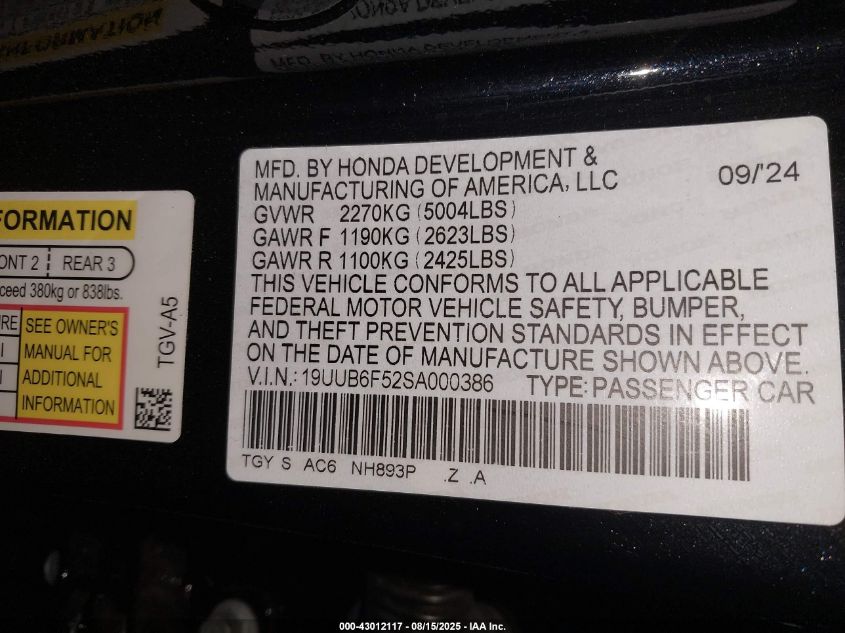 MFD. BY HONDA DEVELOPMENT &
MANUFACTURING OF AMERICA, LLC 09/'24
GVWR 2270KG (5004LBS)
GAWR F 1190KG (2623LBS)
GAWR R 1100KG (2425LBS)
THIS VEHICLE CONFORMS TO ALL APPLICABLE
FEDERAL MOTOR VEHICLE SAFETY, BUMPER,
AND THEFT PREVENTION STANDARDS IN EFFECT
ON THE DATE OF MANUFACTURE SHOWN ABOVE.
V.I.N.: 19UUB6F52SA000386 TYPE: PASSENGER CAR
TGY S AC6 NH893P .Z .A
FORMATION
ONT 2 REAR 3
ceed 380kg or 838lbs.
URE
SEE OWNER'S
MANUAL FOR
ADDITIONAL
INFORMATION
TGV-A5
000-43012117 - 08/15/2025 - IAA Inc.